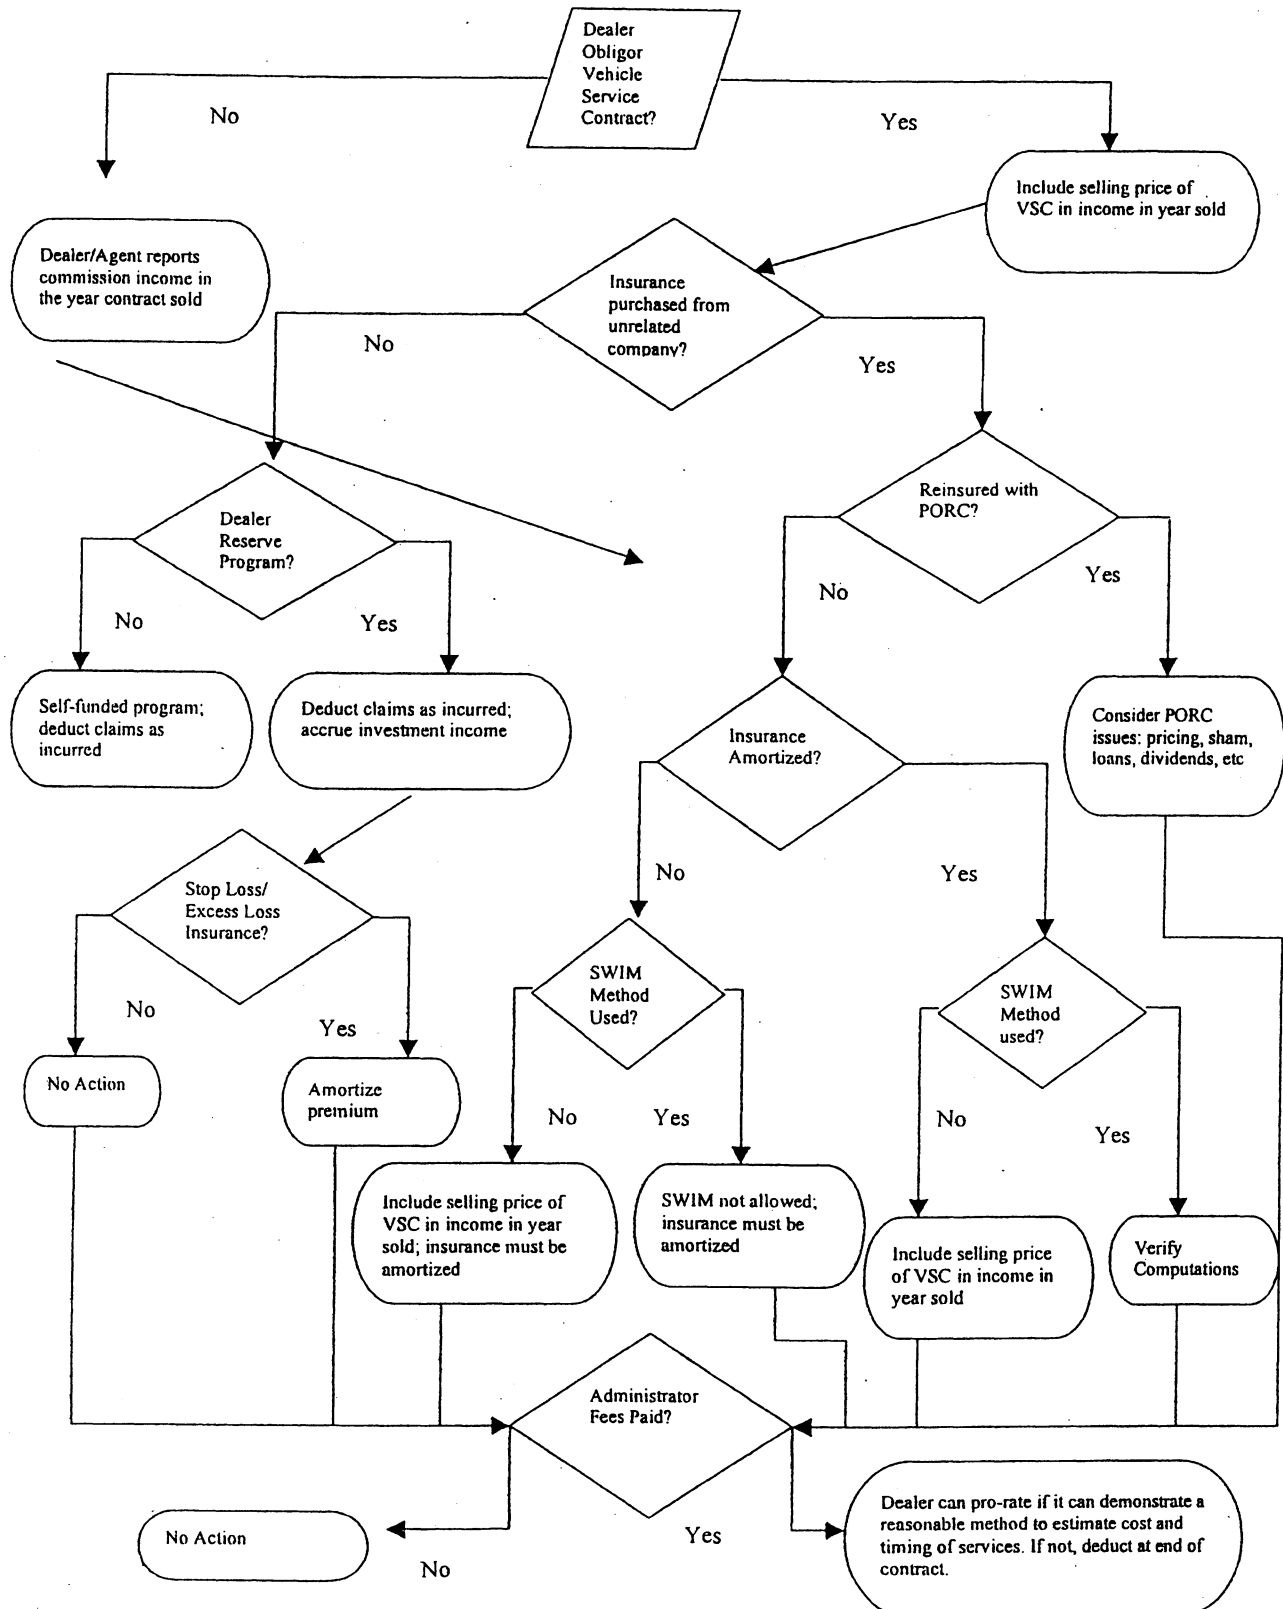 Dealer
Obligor
Vehicle
Service
Contract?
No
Yes
Include selling price of
VSC in income in year sold
Dealer/Agent reports
commission income in
the year contract sold
Insurance
purchased from
unrelated
company?
No
Yes
Reinsured with
PORC?
Dealer
Reserve
Program?
No
Yes
No
Yes
Self-funded program;
deduct claims as
incurred
Deduct claims as incurred;
accrue investment income
Insurance
Amortized?
Consider PORC
issues: pricing, sham,
loans, dividends, etc
No
Yes
Stop Loss/
Excess Loss
Insurance?
SWIM
Method
Used?
SWIM
Method
used?
No
Yes
No Action
Amortize
premium
No
Yes
No
Yes
Include selling price of
VSC in income in year
sold; insurance must be
amortized
SWIM not allowed;
insurance must be
amortized
Include selling price
of VSC in income in
year sold
Verify
Computations
Administrator
Fees Paid?
No Action
No
Yes
Dealer can pro-rate if it can demonstrate a
reasonable method to estimate cost and
timing of services. If not, deduct at end of
contract.